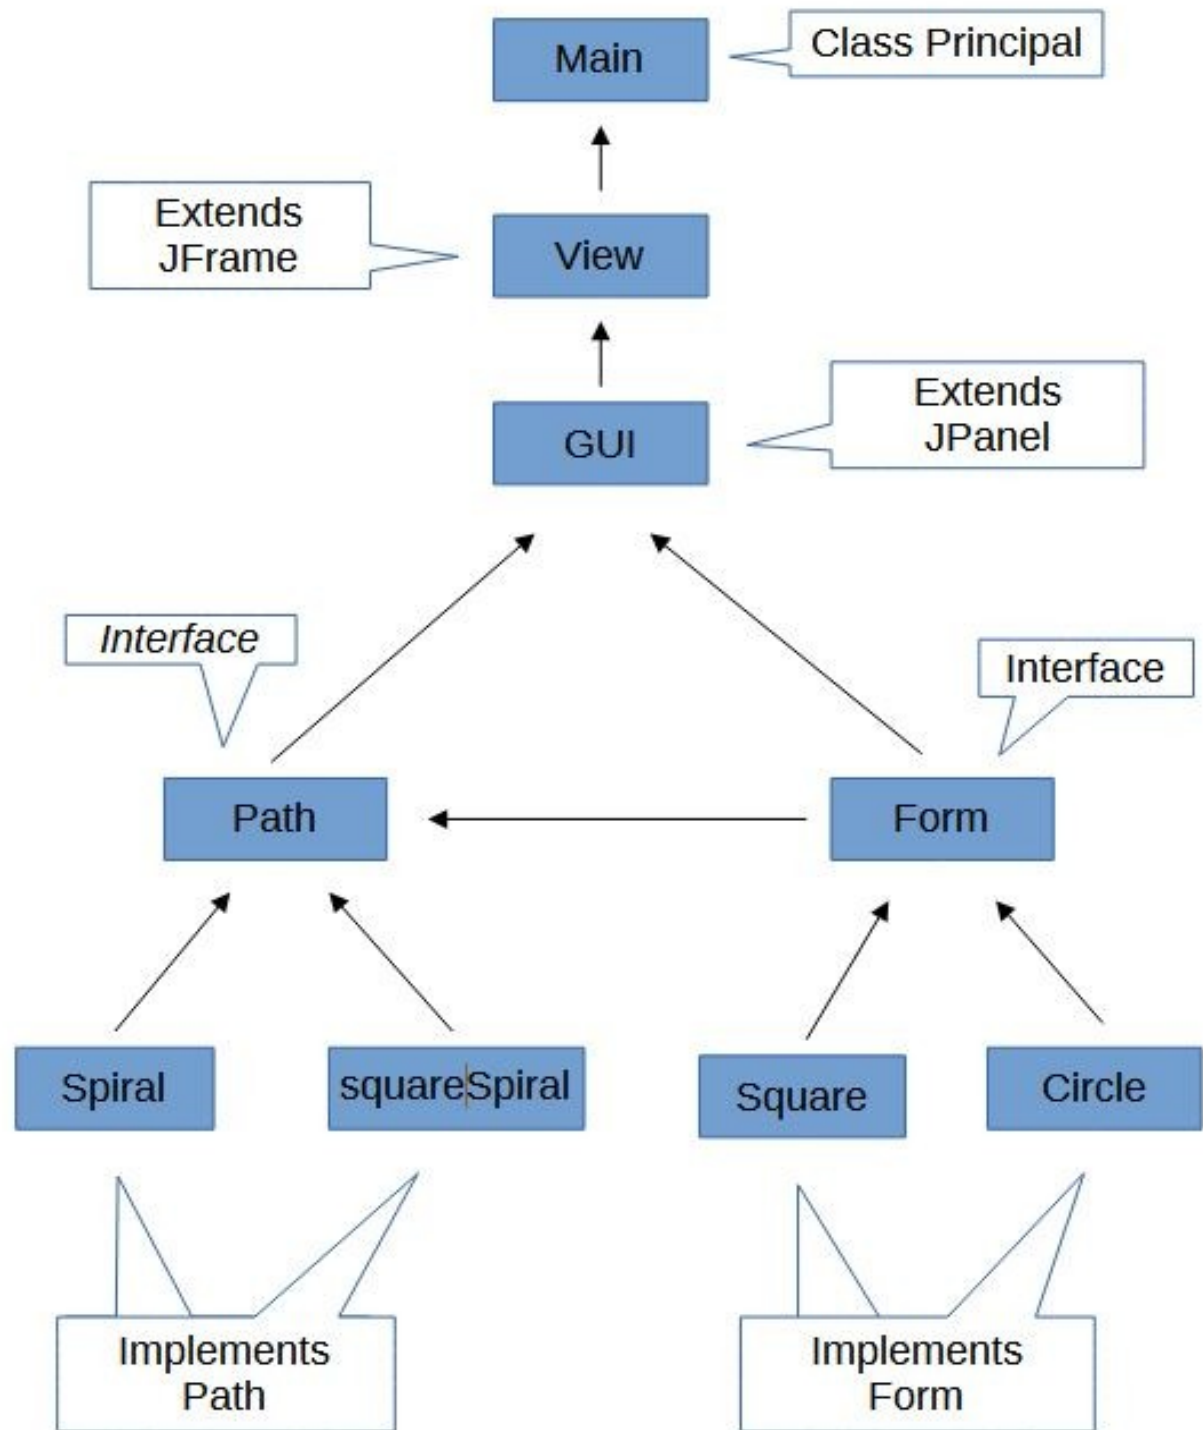 Main
Class Principal
Extends
JFrame
View
Extends
JPanel
GUI
Interface
Interface
Path
Form
Spiral
squareSpiral
Square
Circle
Implements
Path
Implements
Form